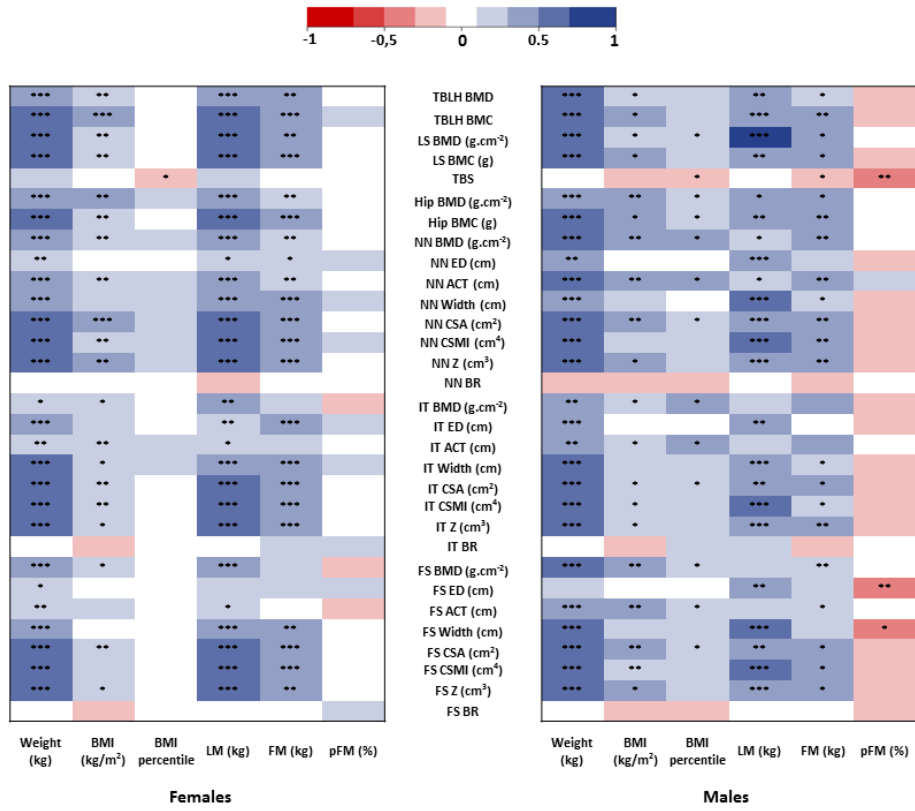 -1 -0,5 0 0.5 1
*** ** *** ** TBLH BMD *** * ** *
*** *** *** *** TBLH BMC *** * *** **
*** ** *** ** LS BMD (g.cm⁻²) *** * * *** *
*** ** *** *** LS BMC (g) *** * ** *
* TBS * * **
*** ** *** ** Hip BMD (g.cm⁻²) *** ** * * **
*** ** *** *** Hip BMC (g) *** * * ** **
*** ** *** ** NN BMD (g.cm⁻²) *** ** * * **
** * * NN ED (cm) ** ***
*** ** *** ** NN ACT (cm) *** ** * * **
*** *** *** NN Width (cm) *** *** *
*** *** *** *** NN CSA (cm²) *** ** * *** **
*** ** *** *** NN CSMI (cm⁴) *** *** **
*** ** *** *** NN Z (cm³) *** * *** **
NN BR
* * ** IT BMD (g.cm⁻²) ** * *
*** ** *** IT ED (cm) *** **
** ** * IT ACT (cm) ** * *
*** * *** *** IT Width (cm) *** *** *
*** ** *** *** IT CSA (cm²) *** * * ** *
*** ** *** *** IT CSMI (cm⁴) *** * *** *
*** * *** *** IT Z (cm³) *** * *** **
IT BR
*** * *** FS BMD (g.cm⁻²) *** ** * **
* FS ED (cm) ** * **
** * FS ACT (cm) *** ** * *
*** *** ** FS Width (cm) *** *** *
*** ** *** *** FS CSA (cm²) *** ** * ** *
*** *** *** FS CSMI (cm⁴) *** ** *** *
*** * *** ** FS Z (cm³) *** * *** *
FS BR
Weight (kg) BMI (kg/m²) BMI percentile LM (kg) FM (kg) pFM (%) Weight (kg) BMI (kg/m²) BMI percentile LM (kg) FM (kg) pFM (%)
Females Males